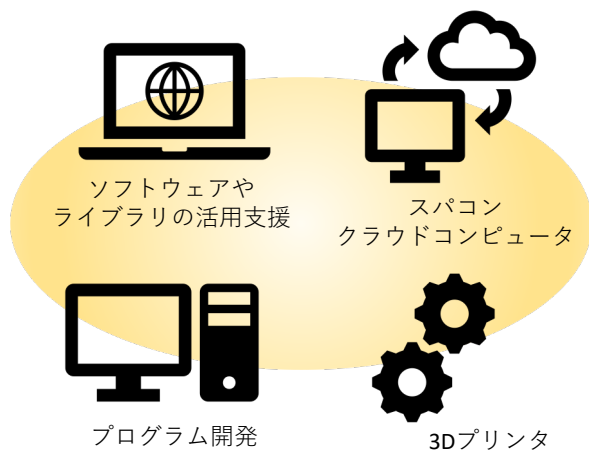 ソフトウェアや
ライブラリの活用支援
スパコン
クラウドコンピュータ
プログラム開発
3Dプリンタ